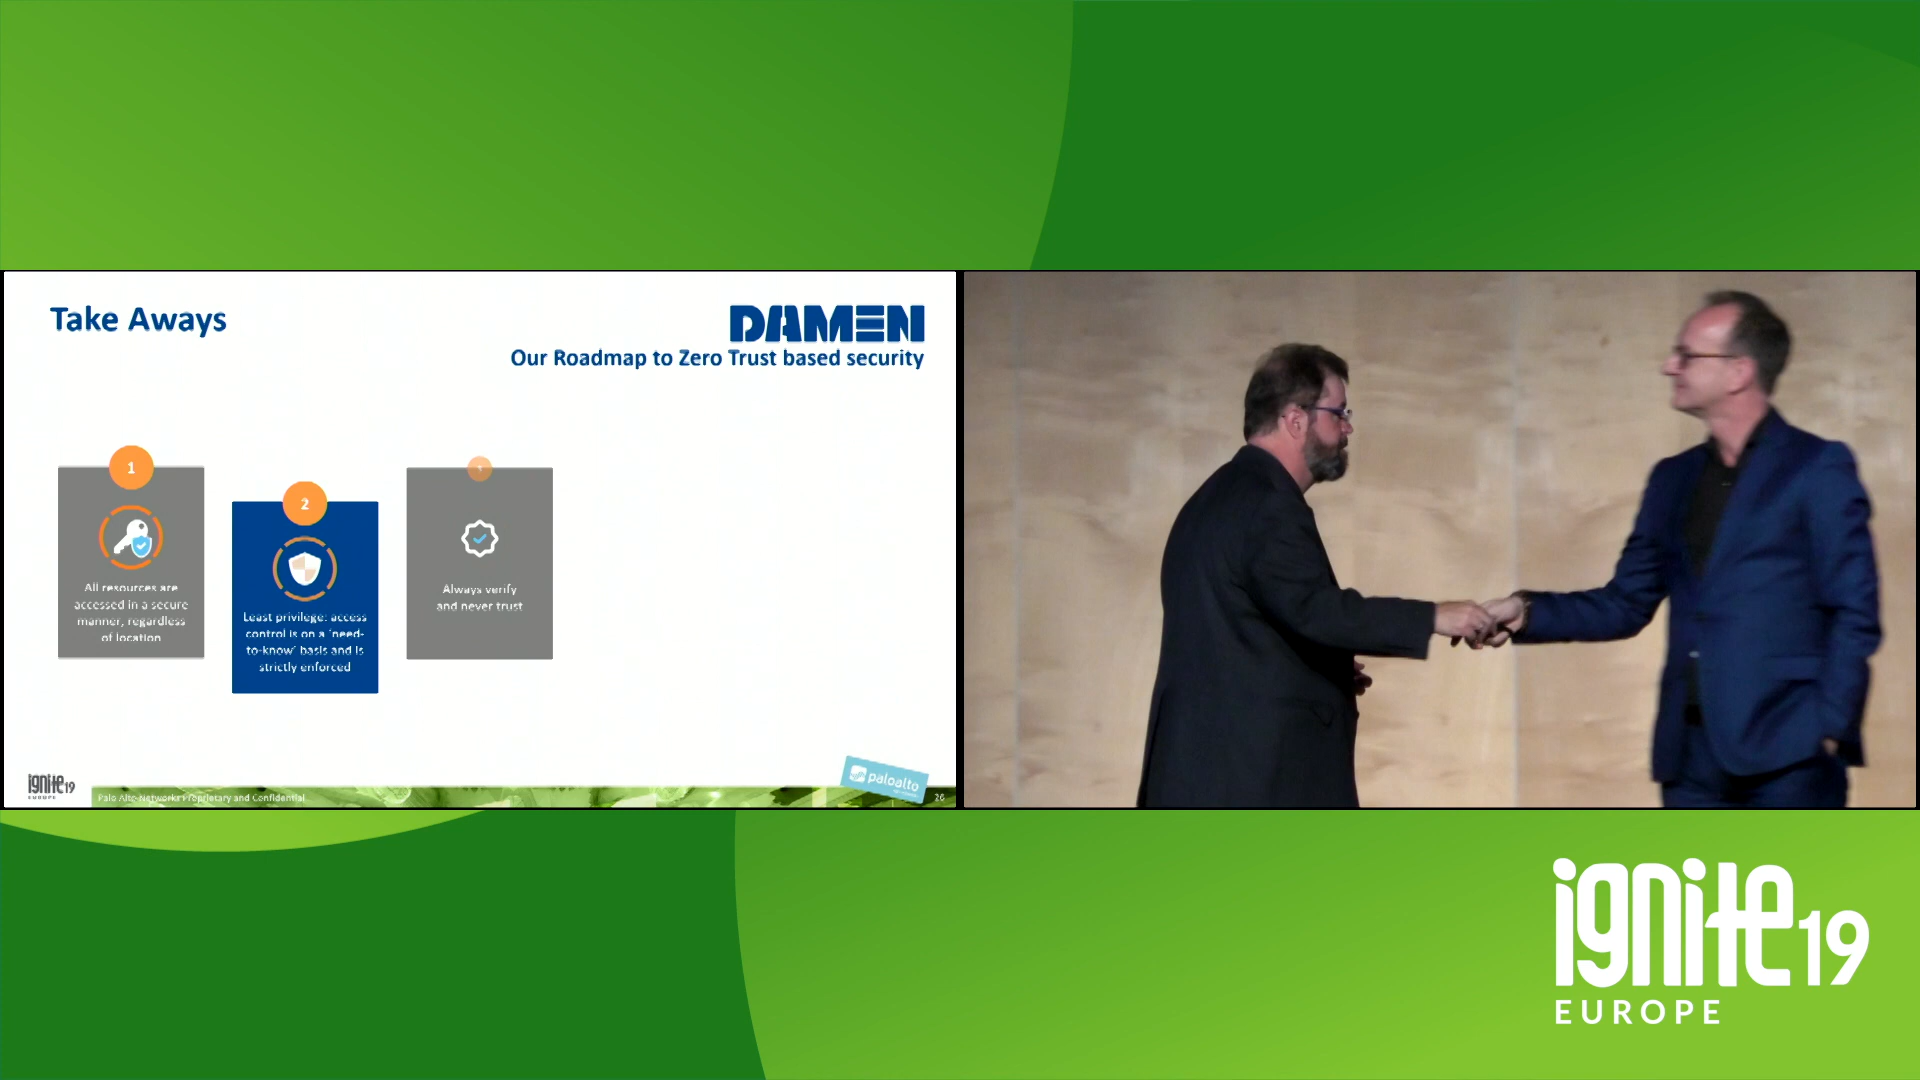 Take Aways
DAMEN
Our Roadmap to Zero Trust based security
1
All resources are
accessed in a secure
manner, regardless
of location
2
Least privilege: access
control is on a 'need-
to-know' basis and is
strictly enforced
Always verify
and never trust
ignite19
EUROPE
Palo Alto Networks Proprietary and Confidential
paloalto
26
ignite19
EUROPE